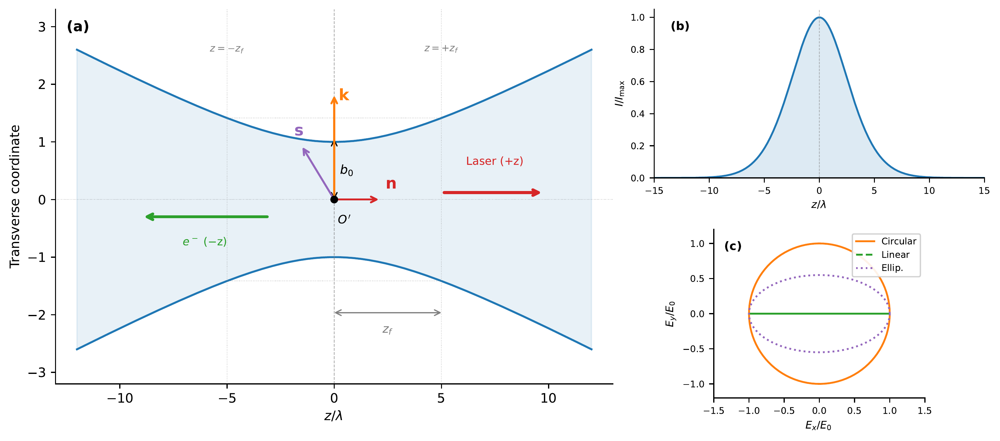 (a)
3
2
1
0
−1
−2
−3
Transverse coordinate
z = −z_f
z = +z_f
k
s
b₀
n
Laser (+z)
O′
e⁻ (−z)
z_f
−10
−5
0
5
10
z/λ
(b)
1.0
0.8
0.6
0.4
0.2
0.0
I/I_max
−15
−10
−5
0
5
10
15
z/λ
(c)
Circular
Linear
Ellip.
1.0
0.5
0.0
−0.5
−1.0
E_y/E₀
−1.5
−1.0
−0.5
0.0
0.5
1.0
1.5
E_x/E₀